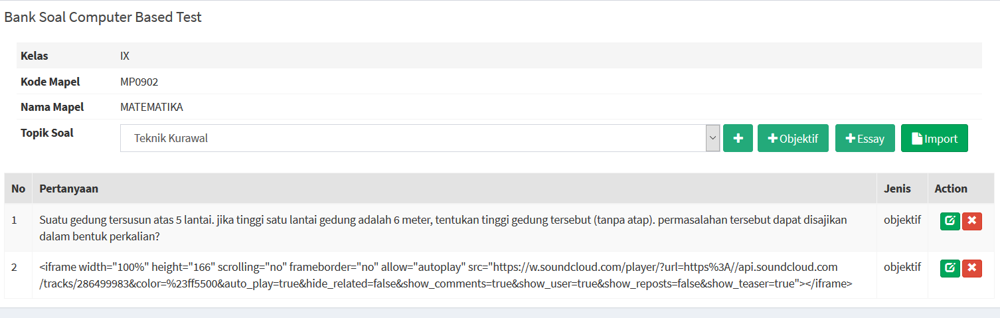 Bank Soal Computer Based Test
Kelas IX
Kode Mapel MP0902
Nama Mapel MATEMATIKA
Topik Soal Teknik Kurawal + +Objektif +Essay Import
No Pertanyaan Jenis Action
1 Suatu gedung tersusun atas 5 lantai. jika tinggi satu lantai gedung adalah 6 meter, tentukan tinggi gedung tersebut (tanpa atap). permasalahan tersebut dapat disajikan objektif
dalam bentuk perkalian?
2 <iframe width="100%" height="166" scrolling="no" frameborder="no" allow="autoplay" src="https://w.soundcloud.com/player/?url=https%3A//api.soundcloud.com objektif
/tracks/286499983&color=%23ff5500&auto_play=true&hide_related=false&show_comments=true&show_user=true&show_reposts=false&show_teaser=true"></iframe>